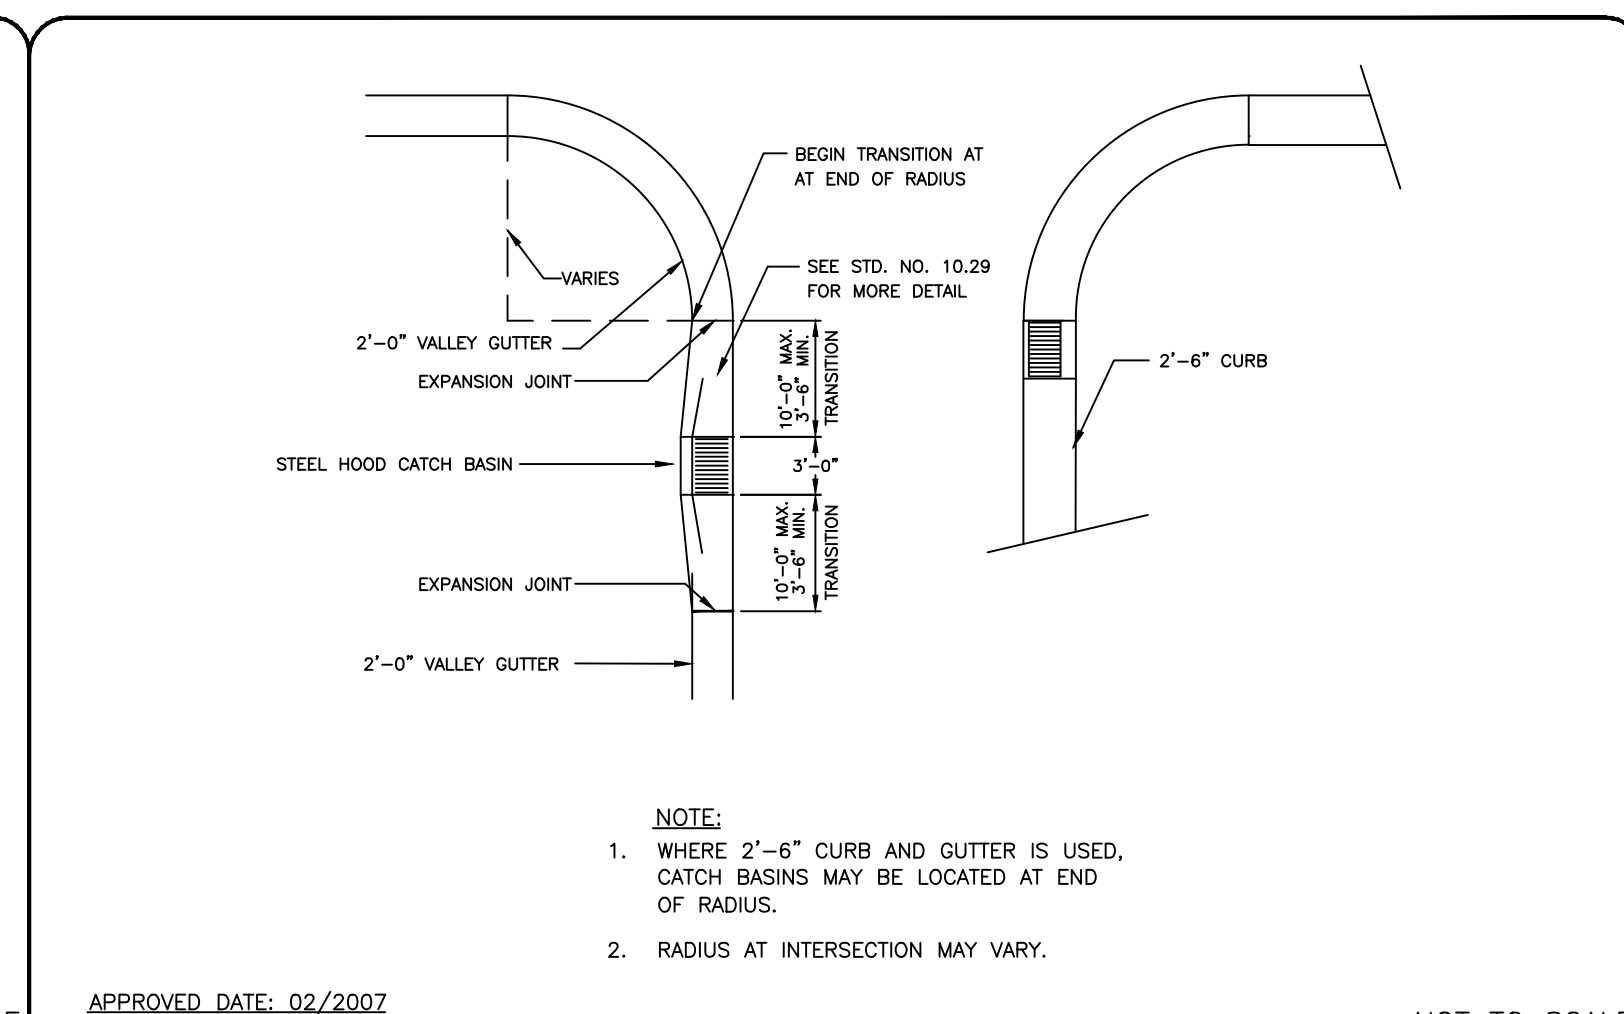 BEGIN TRANSITION AT
AT END OF RADIUS
SEE STD. NO. 10.29
FOR MORE DETAIL
VARIES
2'-0" VALLEY GUTTER
EXPANSION JOINT
10'-0" MAX.
3'-6" MIN.
TRANSITION
2'-6" CURB
STEEL HOOD CATCH BASIN
3'-0"
10'-0" MAX.
3'-6" MIN.
TRANSITION
EXPANSION JOINT
2'-0" VALLEY GUTTER
NOTE:
1. WHERE 2'-6" CURB AND GUTTER IS USED,
CATCH BASINS MAY BE LOCATED AT END
OF RADIUS.
2. RADIUS AT INTERSECTION MAY VARY.
APPROVED DATE: 02/2007